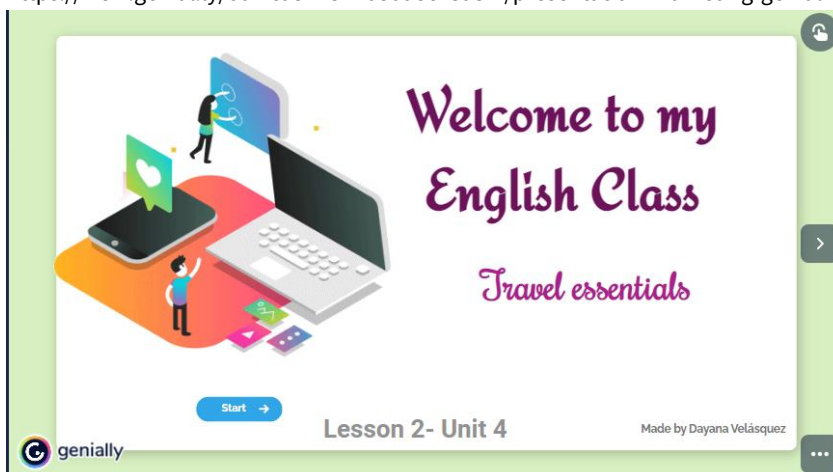 Welcome to my
English Class
Travel essentials
Start
Lesson 2- Unit 4
Made by Dayana Velásquez
genially